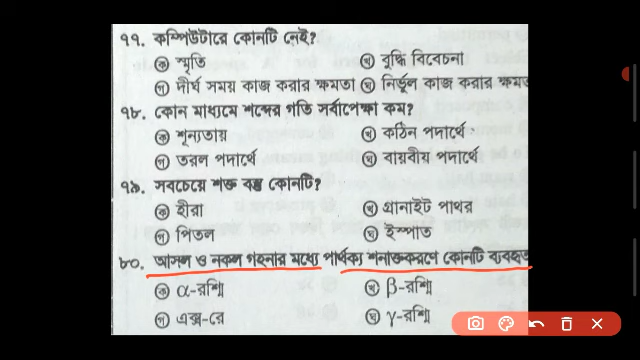 ৭৭. কম্পিউটারে কোনটি নেই?
ক স্মৃতি খ বুদ্ধি বিবেচনা
গ দীর্ঘ সময় কাজ করার ক্ষমতা ঘ নির্ভুল কাজ করার
৭৮. কোন মাধ্যমে শব্দের গতি সর্বাপেক্ষা কম?
ক শূন্যতায় খ কঠিন পদার্থে
গ তরল পদার্থে ঘ বায়বীয় পদার্থে
৭৯. সবচেয়ে শক্ত বস্তু কোনটি?
ক হীরা খ গ্রানাইট পাথর
গ পিতল ঘ ইস্পাত
৮০. আসল ও নকল গহনার মধ্যে পার্থক্য শনাক্তকরণে কোনটি
ক α-রশ্মি খ β-রশ্মি
গ এক্স-রে ঘ γ-রশ্মি